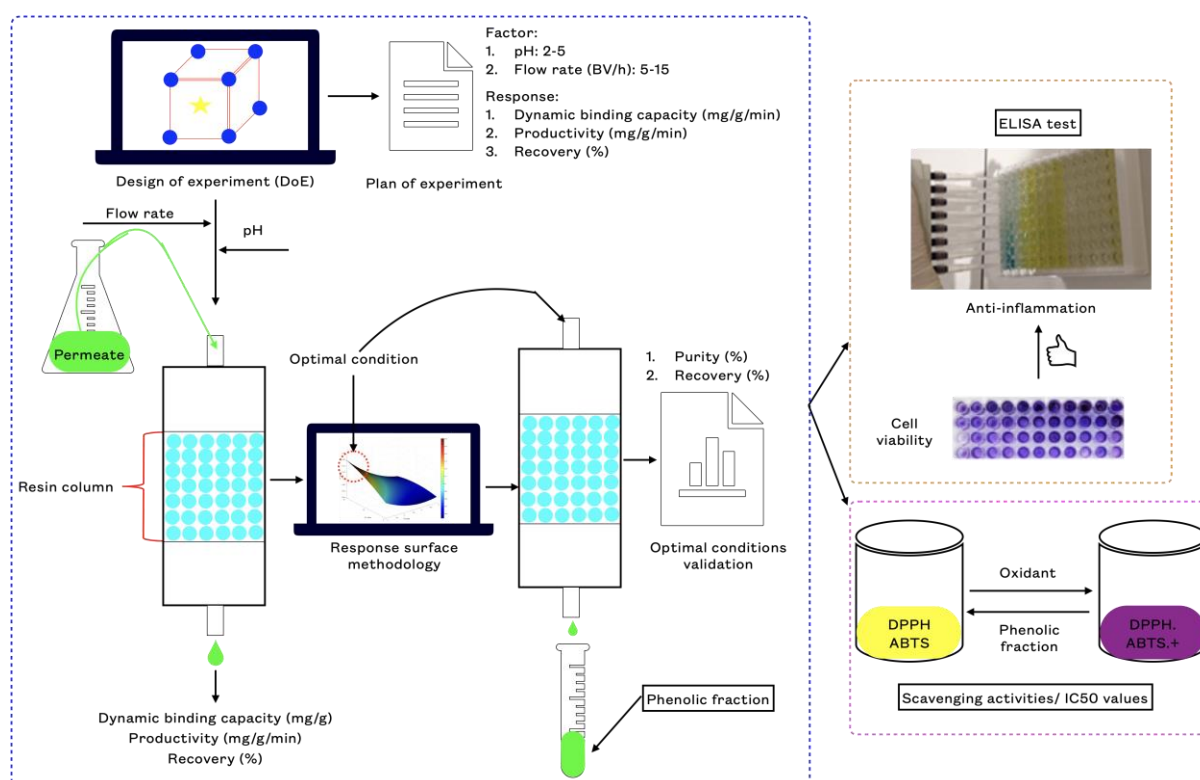 Factor:
1. pH: 2-5
2. Flow rate (BV/h): 5-15
Response:
1. Dynamic binding capacity (mg/g/min)
2. Productivity (mg/g/min)
3. Recovery (%)
Design of experiment (DoE)
Plan of experiment
Flow rate
pH
Permeate
Optimal condition
Resin column
Response surface
methodology
1. Purity (%)
2. Recovery (%)
Optimal conditions
validation
Dynamic binding capacity (mg/g)
Productivity (mg/g/min)
Recovery (%)
Phenolic fraction
ELISA test
Anti-inflammation
Cell
viability
Oxidant
Phenolic
fraction
DPPH
ABTS
DPPH.
ABTS.+
Scavenging activities/ IC50 values